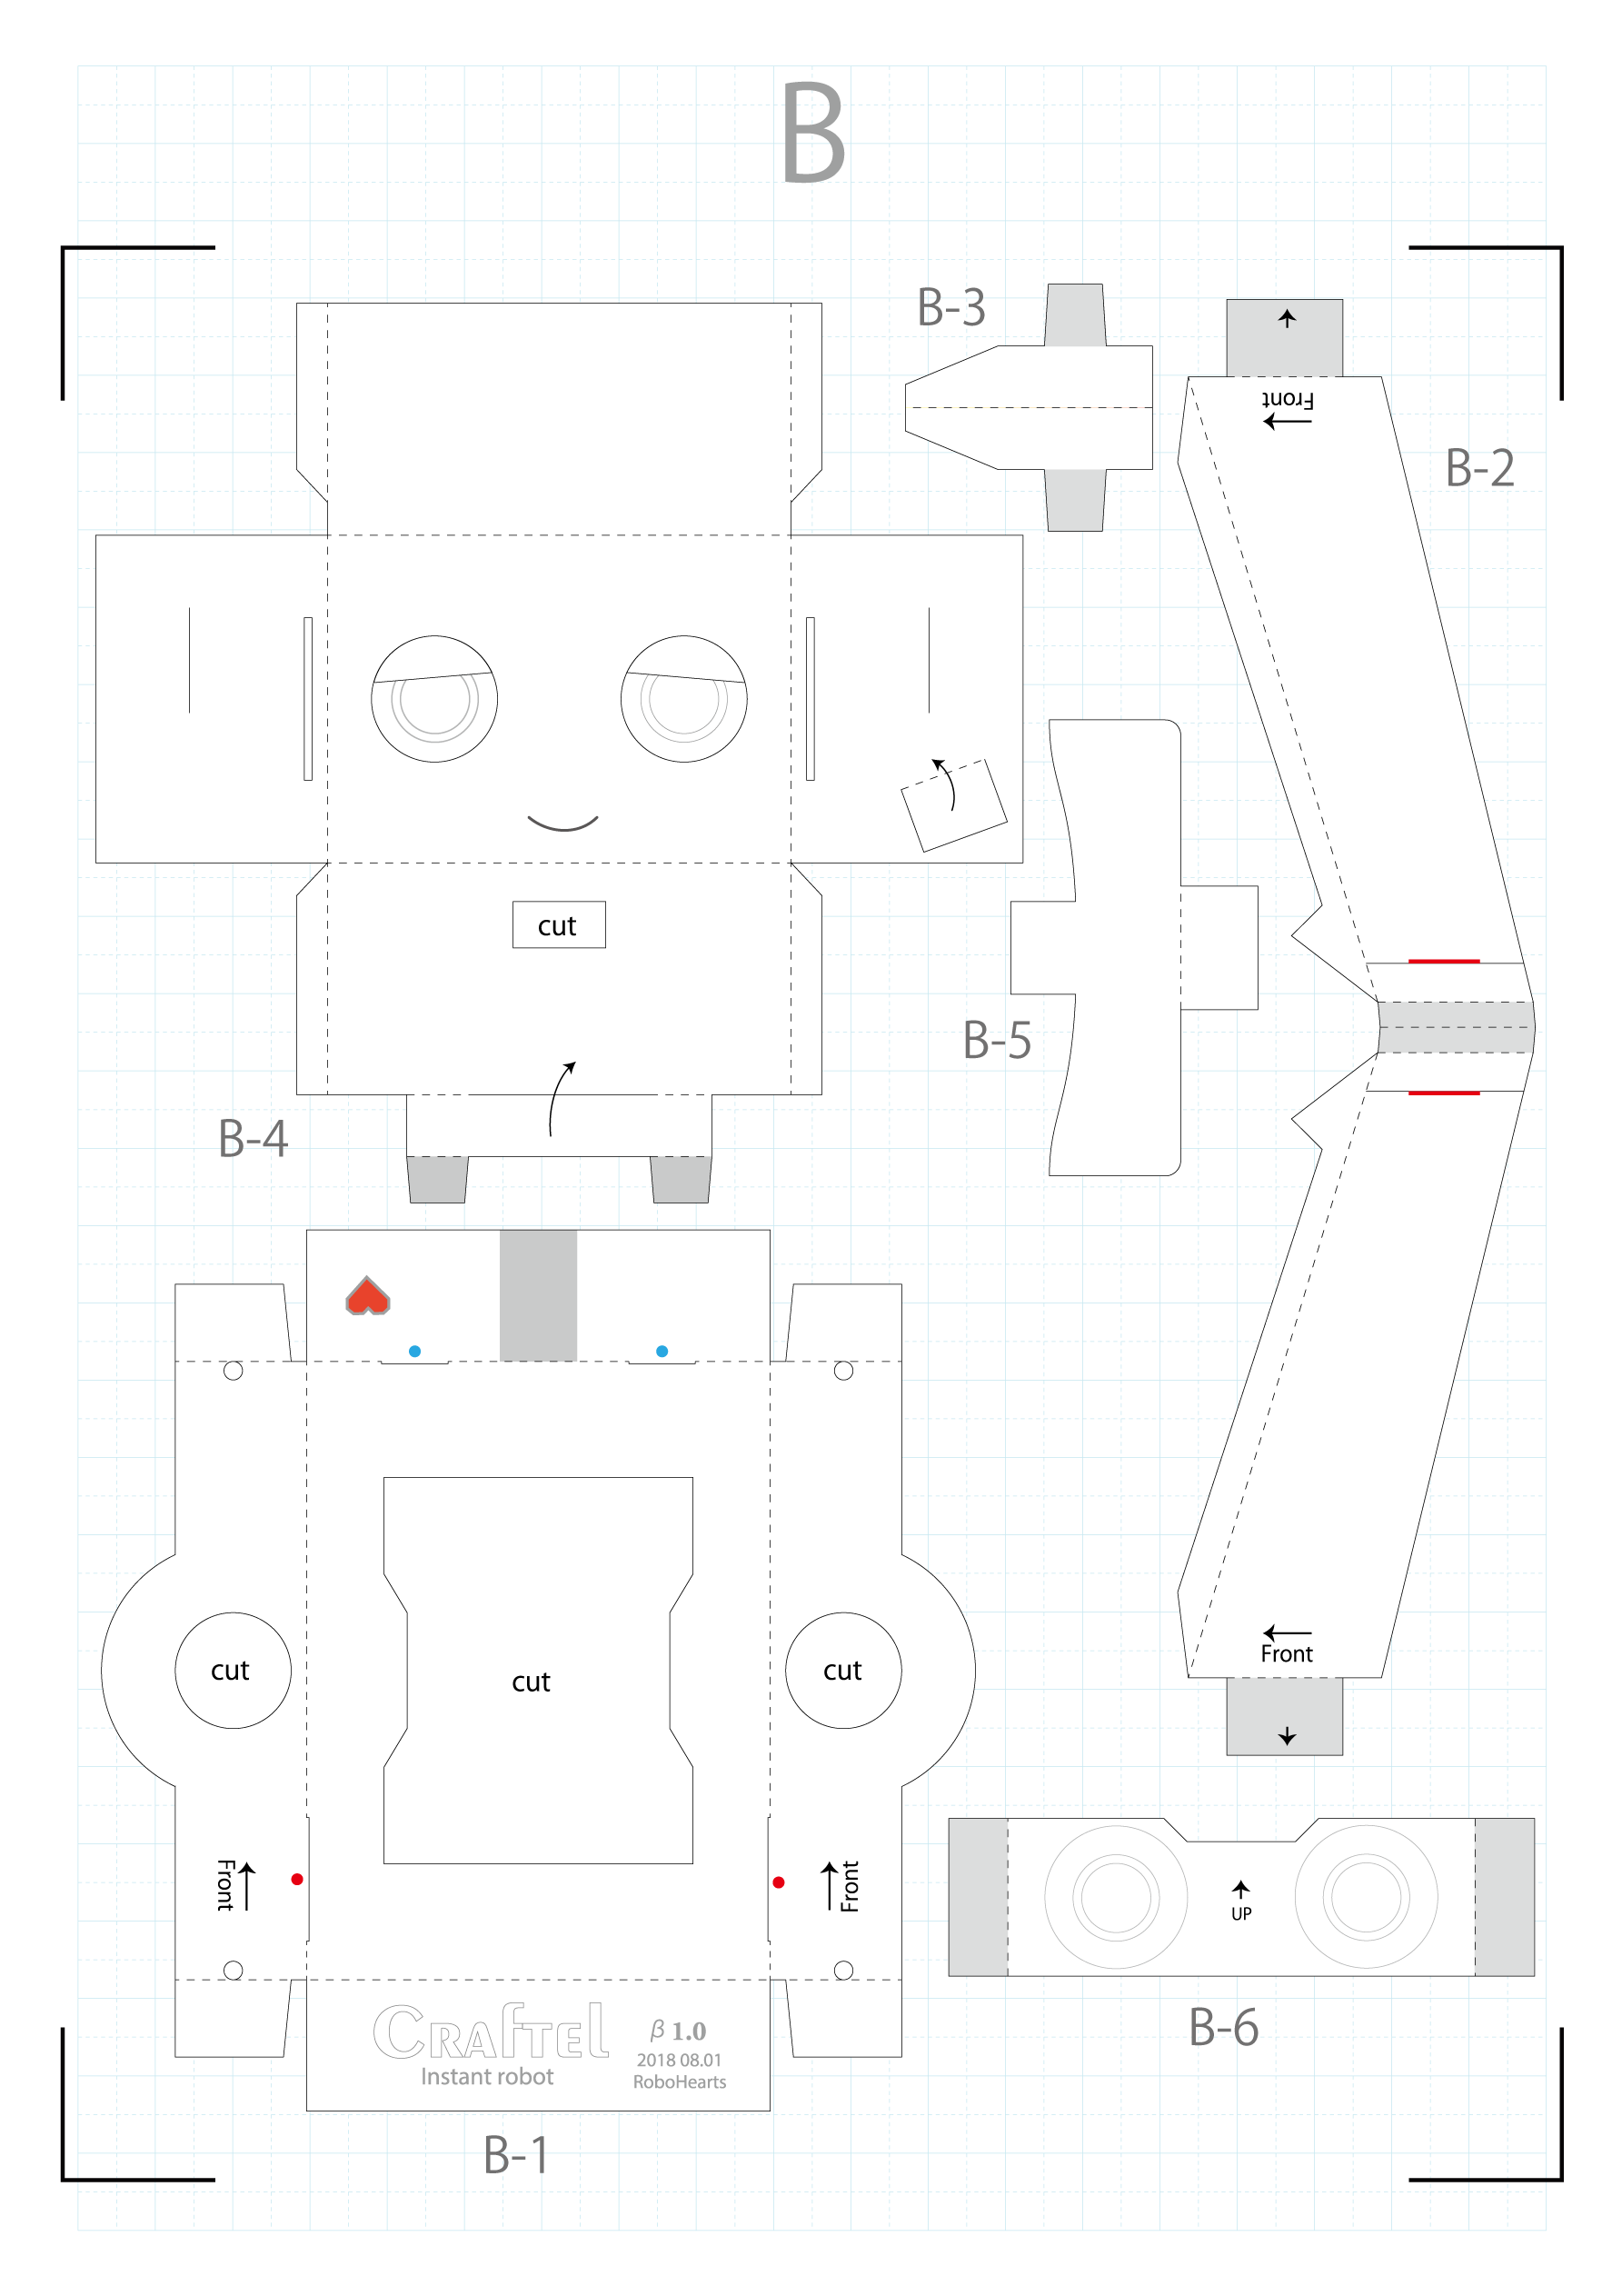 B
B-3
Front
B-2
cut
B-5
B-4
cut
cut
cut
Front
Front
Front
UP
CRAFTEL
Instant robot
β 1.0
2018 08.01
RoboHearts
B-6
B-1